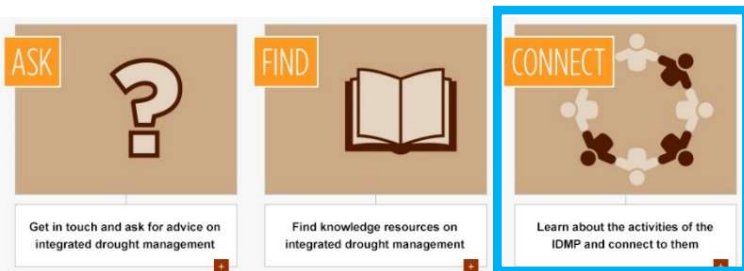 ASK
FIND
CONNECT
Get in touch and ask for advice on
integrated drought management
Find knowledge resources on
integrated drought management
Learn about the activities of the
IDMP and connect to them